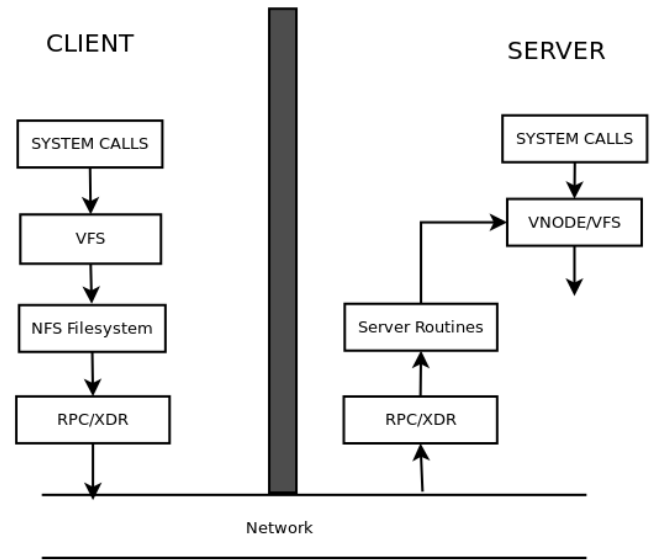 CLIENT
SYSTEM CALLS
VFS
NFS Filesystem
RPC/XDR
SERVER
SYSTEM CALLS
VNODE/VFS
Server Routines
RPC/XDR
Network